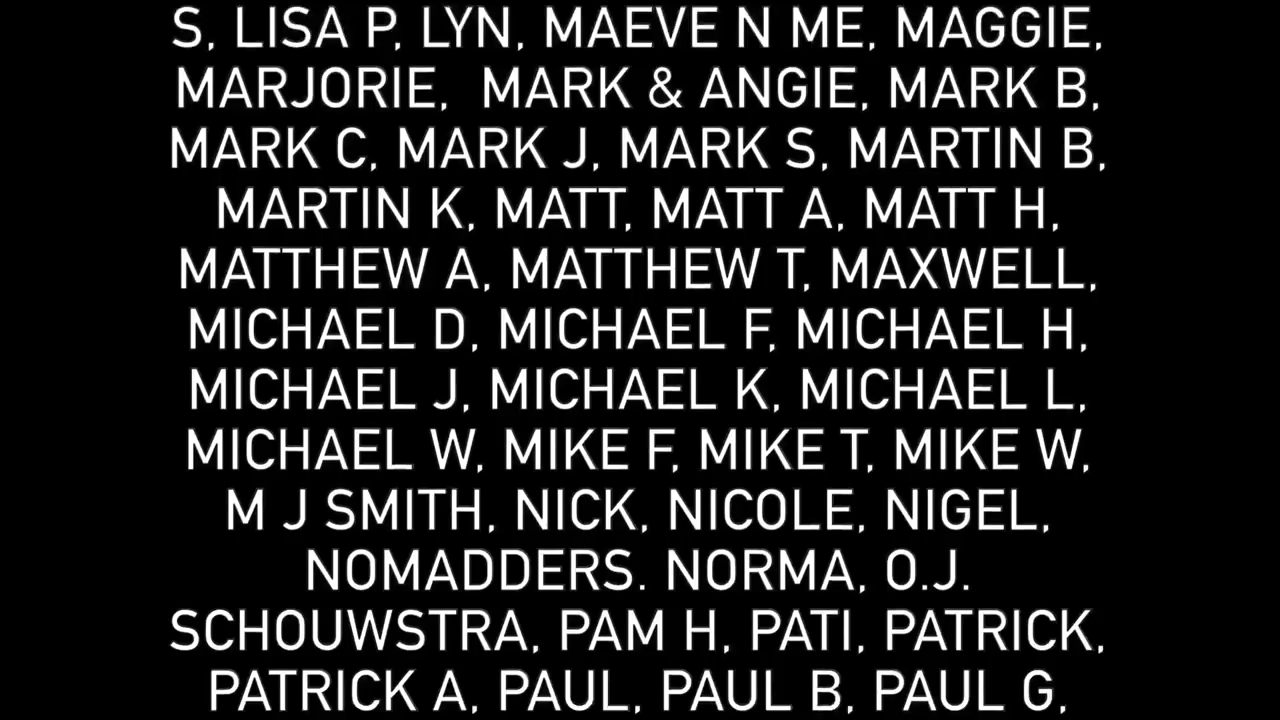 S, LISA P, LYN, MAEVE N ME, MAGGIE,
MARJORIE,  MARK & ANGIE, MARK B,
MARK C, MARK J, MARK S, MARTIN B,
MARTIN K, MATT, MATT A, MATT H,
MATTHEW A, MATTHEW T, MAXWELL,
MICHAEL D, MICHAEL F, MICHAEL H,
MICHAEL J, MICHAEL K, MICHAEL L,
MICHAEL W, MIKE F, MIKE T, MIKE W,
M J SMITH, NICK, NICOLE, NIGEL,
NOMADDERS. NORMA, O.J.
SCHOUWSTRA, PAM H, PATI, PATRICK,
PATRICK A, PAUL, PAUL B, PAUL G,